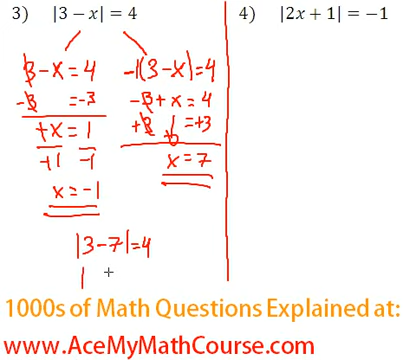 3) |3 − x| = 4
3 - x = 4
-3 = -3
-x = 1
-1 -1
x = -1
-1(3 - x) = 4
-3 + x = 4
+3 ↓ = +3
x = 7
|3 - 7| = 4
|
4) |2x + 1| = −1
1000s of Math Questions Explained at:
www.AceMyMathCourse.com